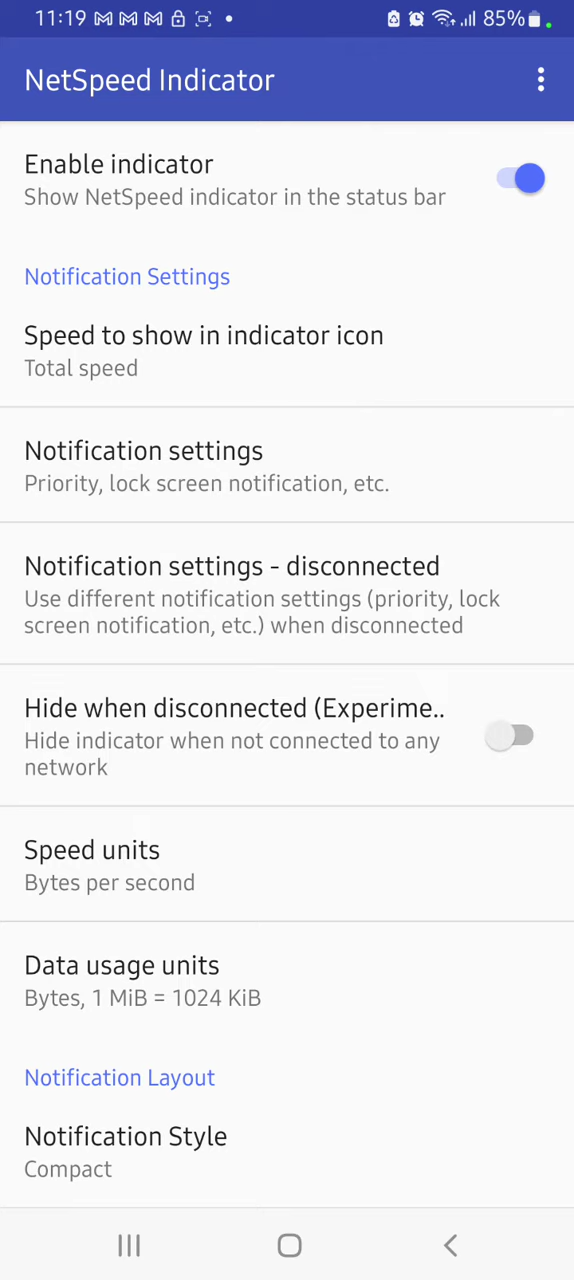 11:19
85%
NetSpeed Indicator
Enable indicator
Show NetSpeed indicator in the status bar
Notification Settings
Speed to show in indicator icon
Total speed
Notification settings
Priority, lock screen notification, etc.
Notification settings - disconnected
Use different notification settings (priority, lock
screen notification, etc.) when disconnected
Hide when disconnected (Experime..
Hide indicator when not connected to any
network
Speed units
Bytes per second
Data usage units
Bytes, 1 MiB = 1024 KiB
Notification Layout
Notification Style
Compact